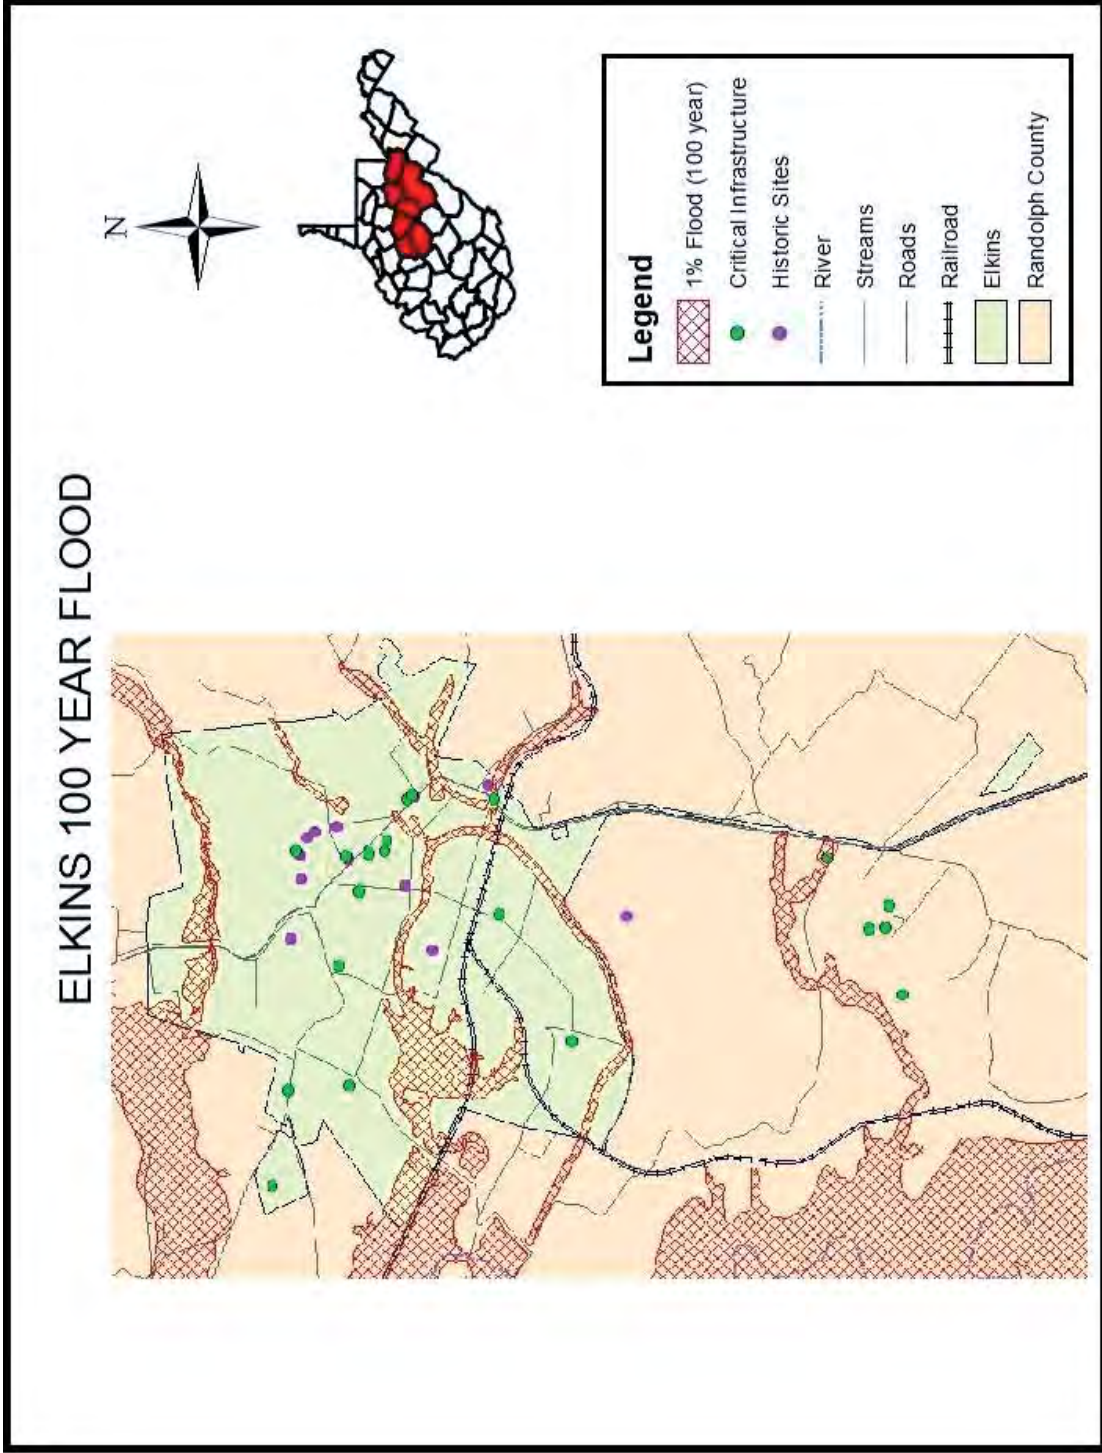 ELKINS 100 YEAR FLOOD
N
Legend
1% Flood (100 year)
Critical Infrastructure
Historic Sites
River
Streams
Roads
Railroad
Elkins
Randolph County